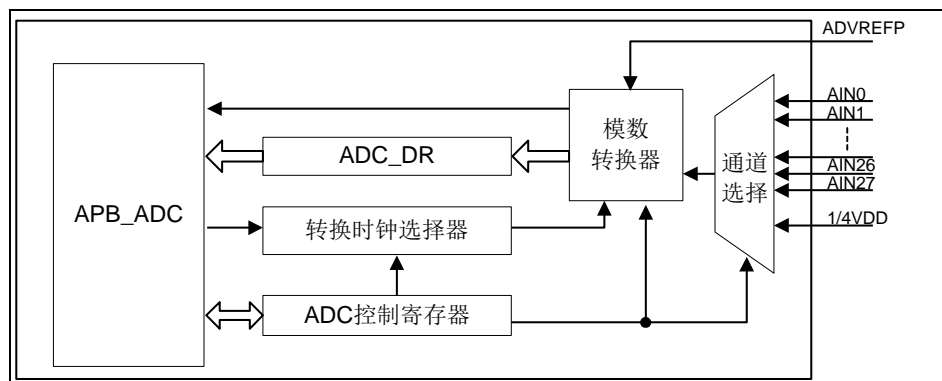 ADVREFP
AIN0
AIN1
AIN26
AIN27
1/4VDD
模数
转换器
通道
选择
ADC_DR
APB_ADC
转换时钟选择器
ADC控制寄存器